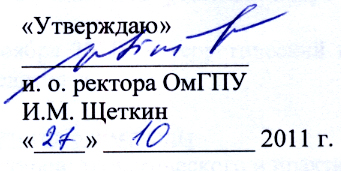 «Утверждаю»
и. о. ректора ОмГПУ
И.М. Щеткин
«27» 10 2011 г.